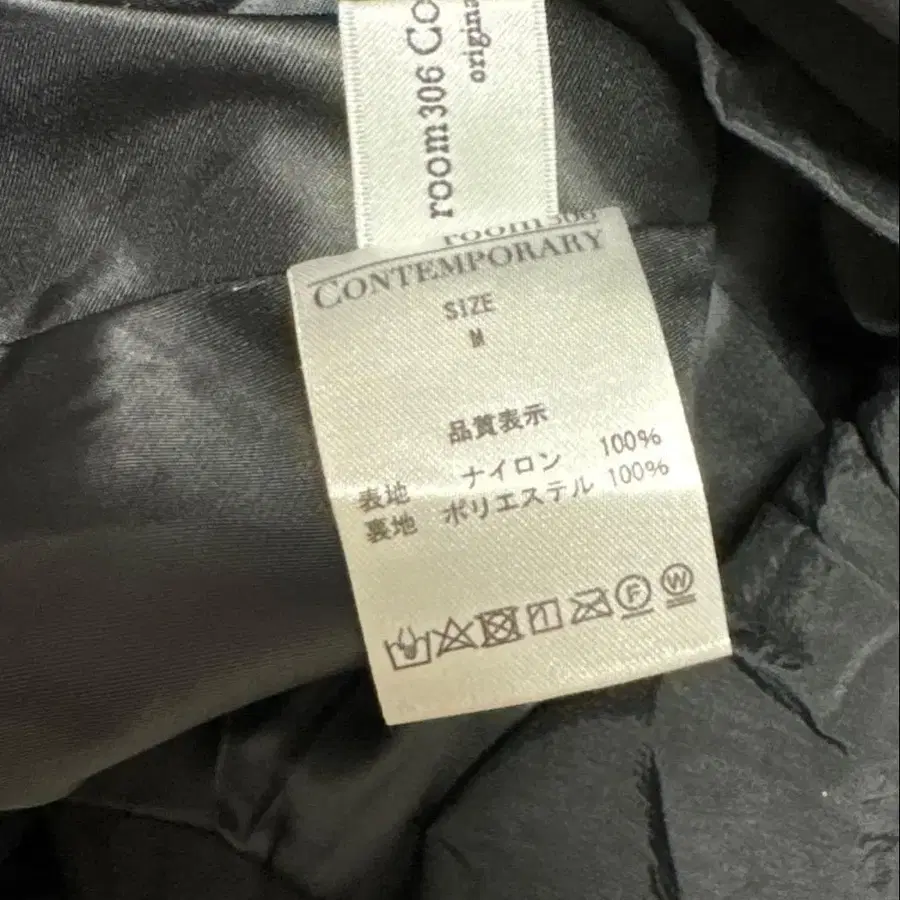 room306 Co
origina
room306
CONTEMPORARY
SIZE
M
品質表示
表地 ナイロン 100%
裏地 ポリエステル 100%
F W